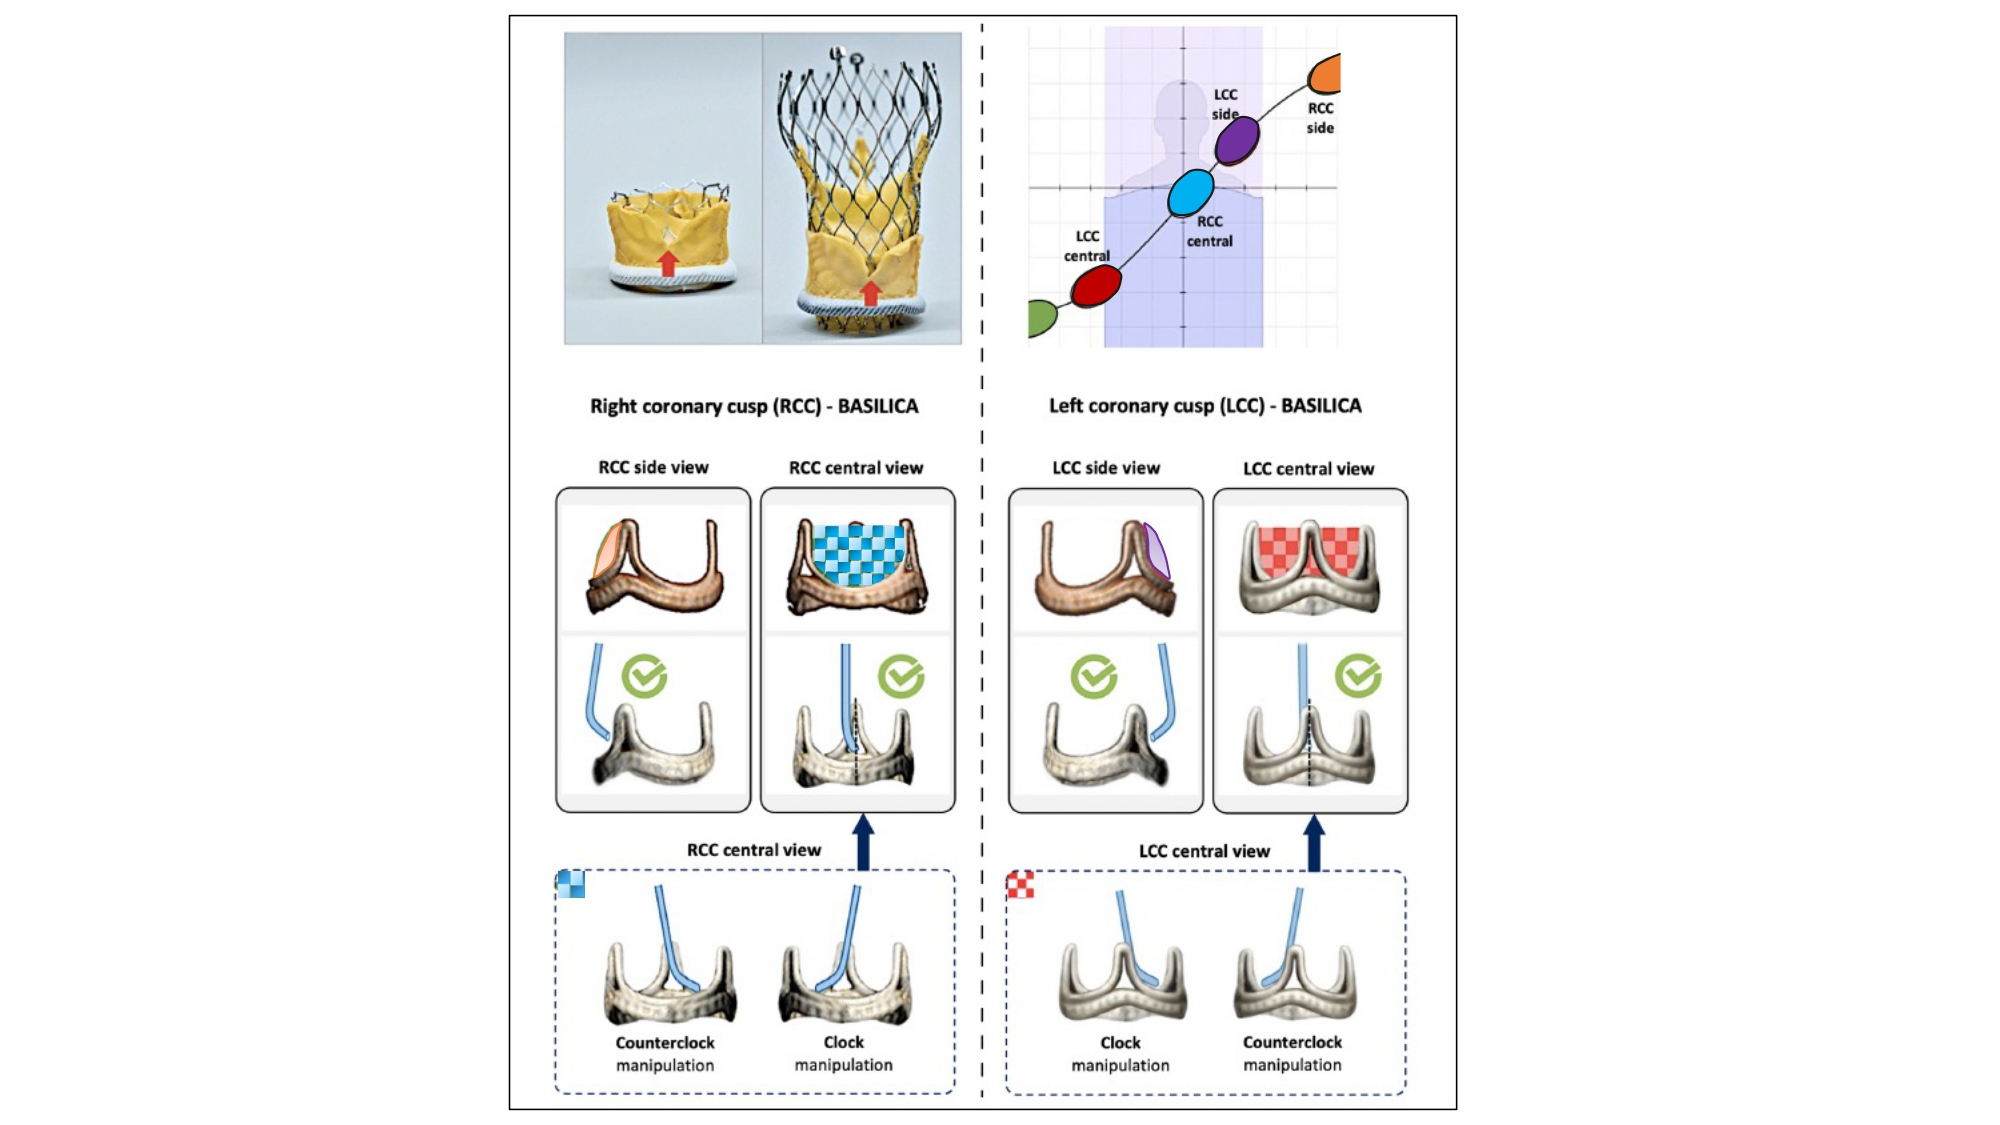 LCC
side
RCC
side
RCC
central
LCC
central
Right coronary cusp (RCC) - BASILICA
Left coronary cusp (LCC) - BASILICA
RCC side view
RCC central view
LCC side view
LCC central view
RCC central view
LCC central view
Counterclock
manipulation
Clock
manipulation
Clock
manipulation
Counterclock
manipulation